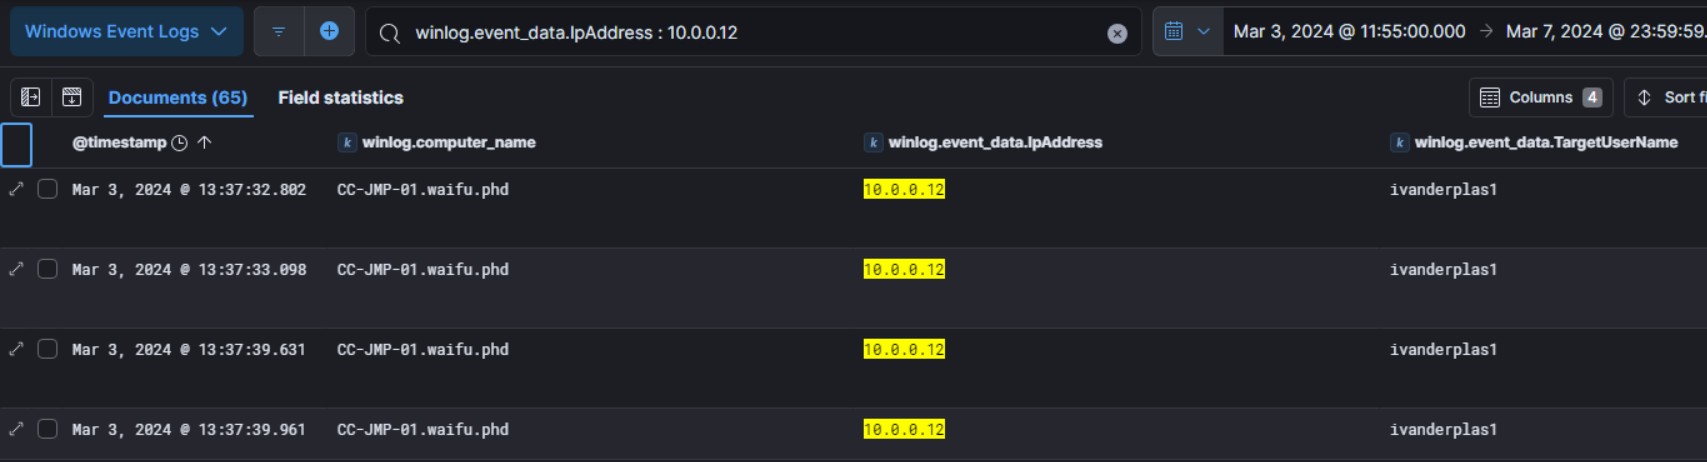 Windows Event Logs winlog.event_data.IpAddress : 10.0.0.12 Mar 3, 2024 @ 11:55:00.000 → Mar 7, 2024 @ 23:59:59.
Documents (65) Field statistics Columns 4 Sort fi
@timestamp k winlog.computer_name k winlog.event_data.IpAddress k winlog.event_data.TargetUserName
Mar 3, 2024 @ 13:37:32.802 CC-JMP-01.waifu.phd 10.0.0.12 ivanderplas1
Mar 3, 2024 @ 13:37:33.098 CC-JMP-01.waifu.phd 10.0.0.12 ivanderplas1
Mar 3, 2024 @ 13:37:39.631 CC-JMP-01.waifu.phd 10.0.0.12 ivanderplas1
Mar 3, 2024 @ 13:37:39.961 CC-JMP-01.waifu.phd 10.0.0.12 ivanderplas1